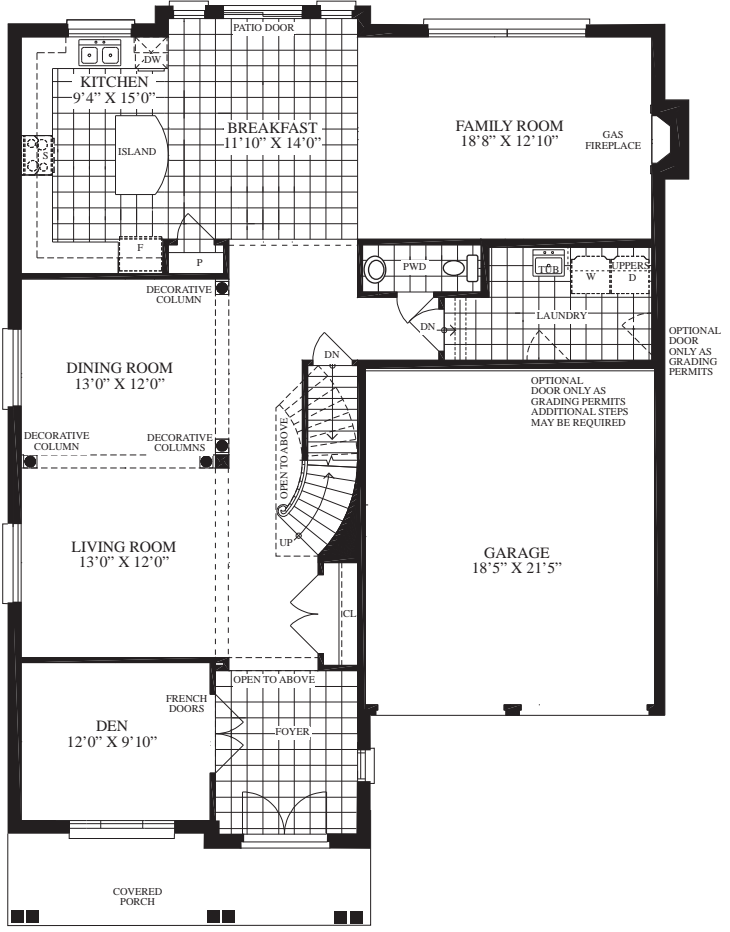 PATIO DOOR
DW
KITCHEN
9'4” X 15'0”
BREAKFAST
11'10” X 14'0”
FAMILY ROOM
18'8” X 12'10”
GAS
FIREPLACE
ISLAND
S
F
P
PWD
TUB
W
UPPERS
D
LAUNDRY
DN
DECORATIVE
COLUMN
OPTIONAL
DOOR
ONLY AS
GRADING
PERMITS
DN
DINING ROOM
13'0” X 12'0”
OPTIONAL
DOOR ONLY AS
GRADING PERMITS
ADDITIONAL STEPS
MAY BE REQUIRED
DECORATIVE
COLUMN
DECORATIVE
COLUMNS
OPEN TO ABOVE
UP
LIVING ROOM
13'0” X 12'0”
GARAGE
18'5” X 21'5”
CL
OPEN TO ABOVE
FRENCH
DOORS
DEN
12'0” X 9'10”
FOYER
COVERED
PORCH